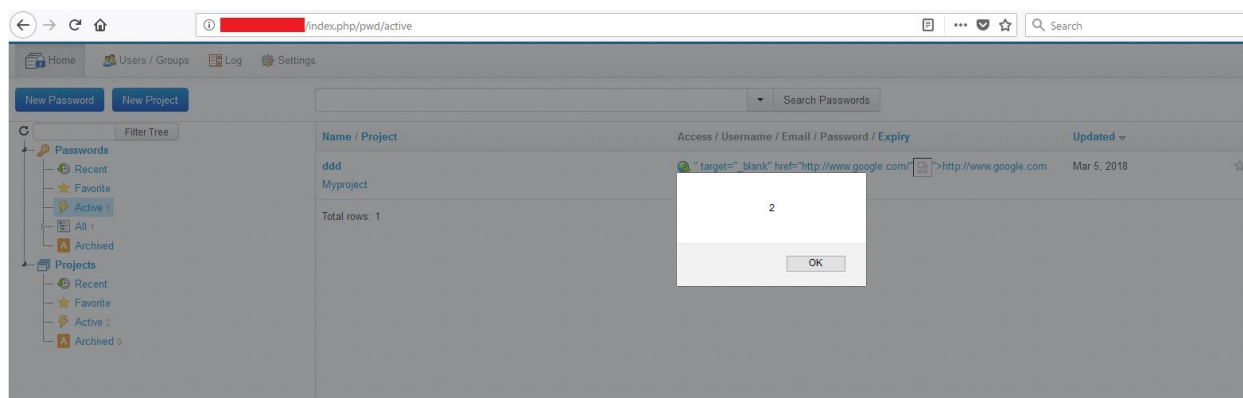 /index.php/pwd/active
Search
Home Users / Groups Log Settings
New Password New Project Search Passwords
Filter Tree
Passwords
Recent
Favorite
Active 1
All 1
Archived
Projects
Recent
Favorite
Active 2
Archived 0
Name / Project Access / Username / Email / Password / Expiry Updated
ddd " target="_blank" href="http://www.google.com/" ">http://www.google.com Mar 5, 2018
Myproject
Total rows: 1
2
OK